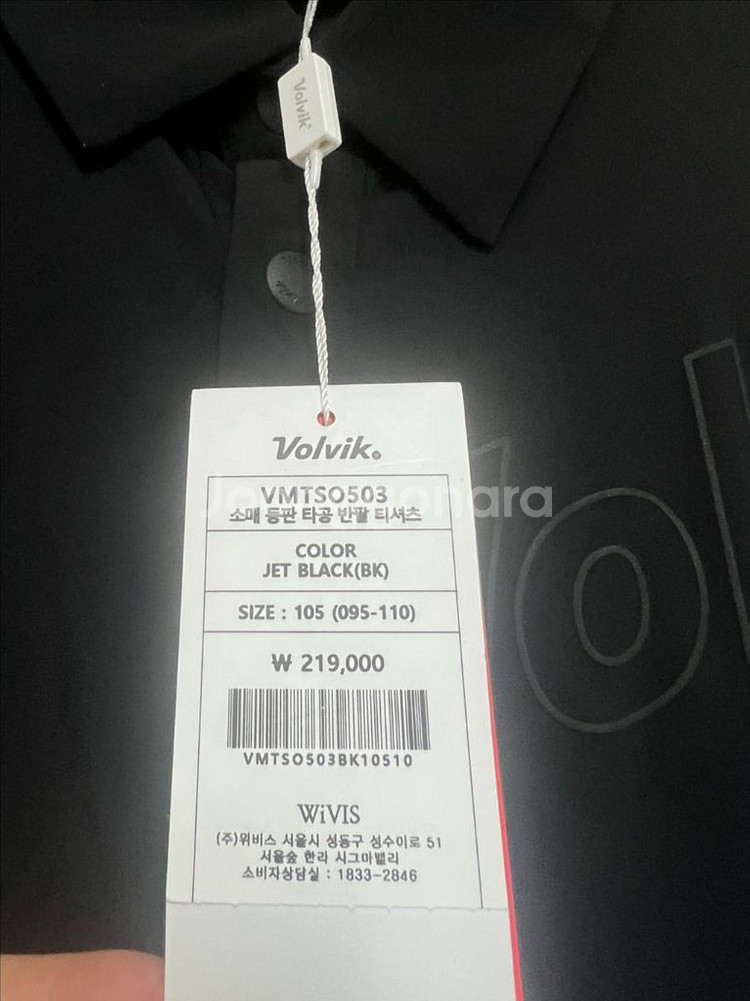 Volvik
Volvik.
VMTSO503
소매 등판 타공 반팔 티셔츠
COLOR
JET BLACK(BK)
SIZE : 105 (095-110)
₩ 219,000
VMTSO503BK10510
WiVIS
(주)위비스 서울시 성동구 성수이로 51
서울숲 한라 시그마밸리
소비자상담실 : 1833-2846